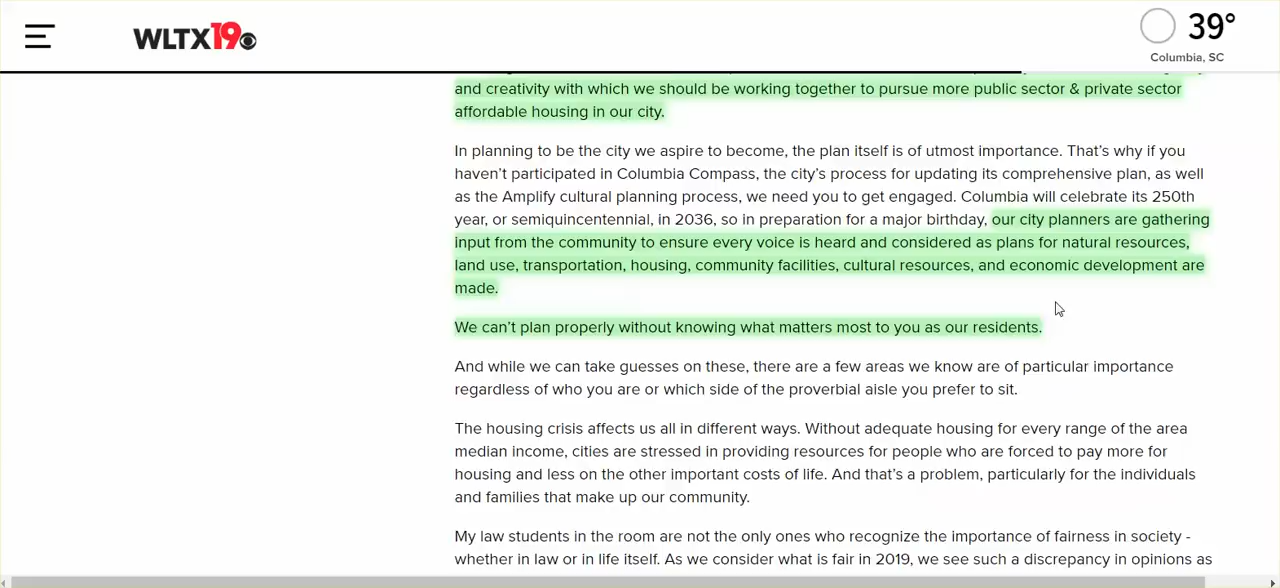 WLTX19
39°
Columbia, SC
and creativity with which we should be working together to pursue more public sector & private sector
affordable housing in our city.
In planning to be the city we aspire to become, the plan itself is of utmost importance. That’s why if you
haven’t participated in Columbia Compass, the city’s process for updating its comprehensive plan, as well
as the Amplify cultural planning process, we need you to get engaged. Columbia will celebrate its 250th
year, or semiquincentennial, in 2036, so in preparation for a major birthday, our city planners are gathering
input from the community to ensure every voice is heard and considered as plans for natural resources,
land use, transportation, housing, community facilities, cultural resources, and economic development are
made.
We can’t plan properly without knowing what matters most to you as our residents.
And while we can take guesses on these, there are a few areas we know are of particular importance
regardless of who you are or which side of the proverbial aisle you prefer to sit.
The housing crisis affects us all in different ways. Without adequate housing for every range of the area
median income, cities are stressed in providing resources for people who are forced to pay more for
housing and less on the other important costs of life. And that’s a problem, particularly for the individuals
and families that make up our community.
My law students in the room are not the only ones who recognize the importance of fairness in society -
whether in law or in life itself. As we consider what is fair in 2019, we see such a discrepancy in opinions as